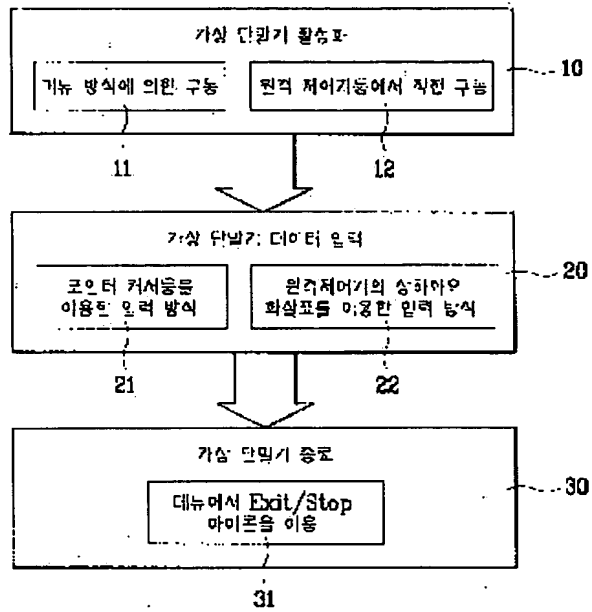 가상 단말기 활성화
10
메뉴 방식에 의한 구동
원격 제어기등에서 직접 구동
11
12
가상 단말기 데이터 입력
20
포인터 커서등을
이용한 입력 방식
원격제어기의 상하좌우
화살표를 이용한 입력 방식
21
22
가상 단말기 종료
30
메뉴에서 Exit/Stop
아이콘을 이용
31